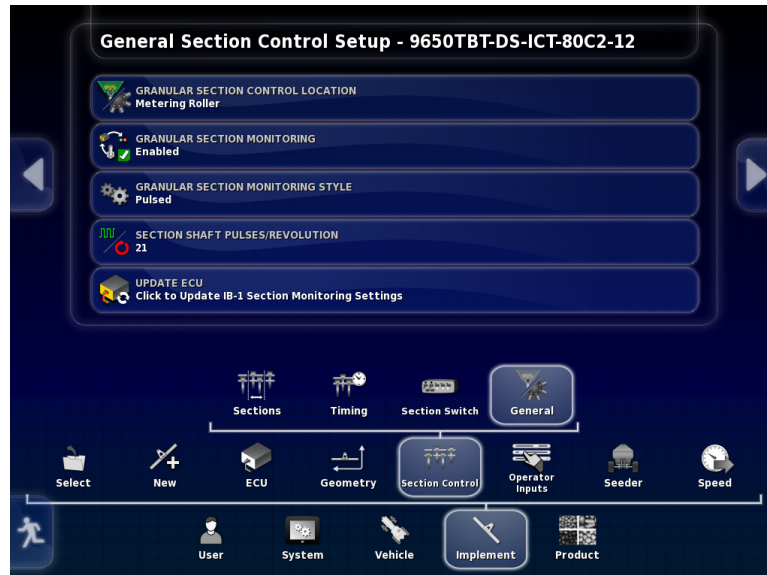 General Section Control Setup - 9650TBT-DS-ICT-80C2-12
GRANULAR SECTION CONTROL LOCATION
Metering Roller
GRANULAR SECTION MONITORING
Enabled
GRANULAR SECTION MONITORING STYLE
Pulsed
SECTION SHAFT PULSES/REVOLUTION
21
UPDATE ECU
Click to Update IB-1 Section Monitoring Settings
Sections
Timing
Section Switch
General
Select
New
ECU
Geometry
Section Control
Operator
Inputs
Seeder
Speed
User
System
Vehicle
Implement
Product